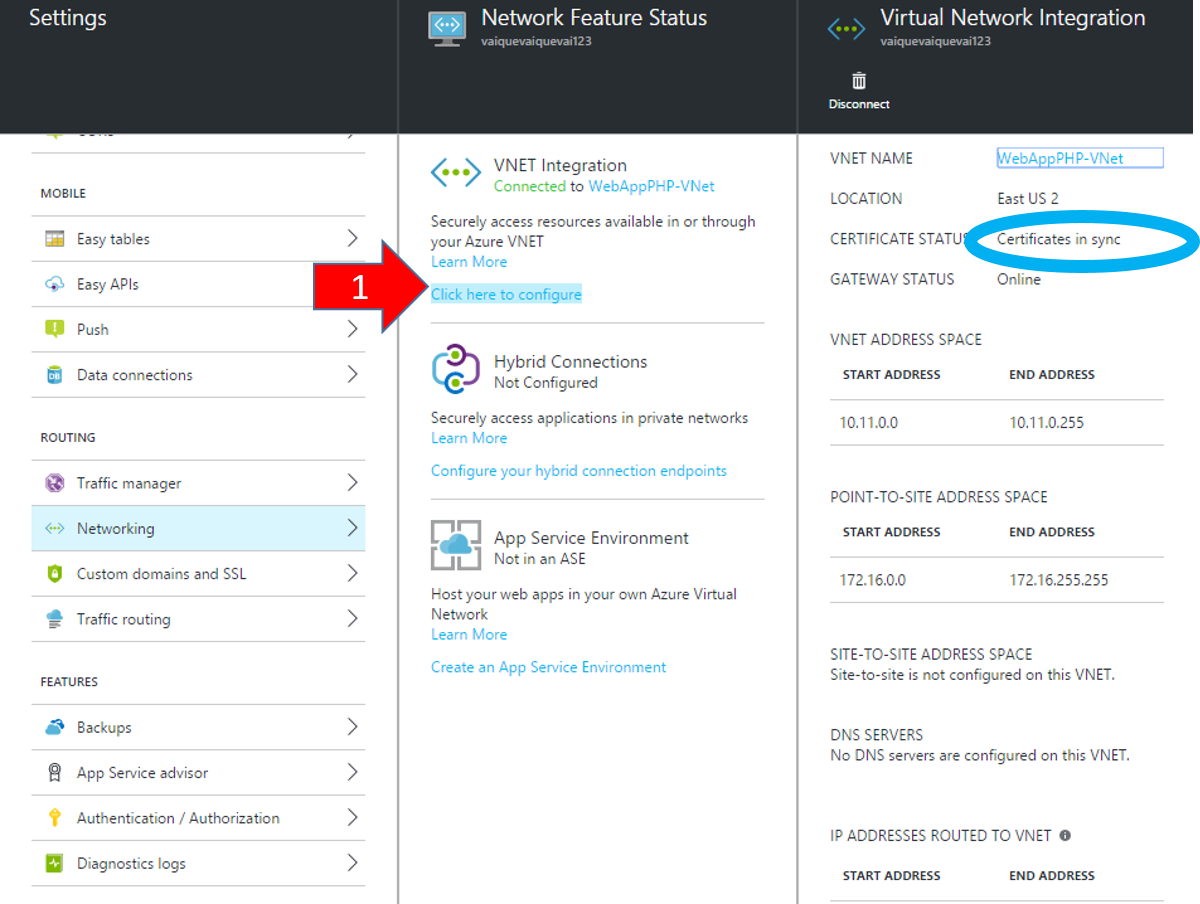 Settings
MOBILE
Easy tables
Easy APIs
Push
Data connections
ROUTING
Traffic manager
Networking
Custom domains and SSL
Traffic routing
FEATURES
Backups
App Service advisor
Authentication / Authorization
Diagnostics logs
Network Feature Status
vaiquevaiquevai123
VNET Integration
Connected to WebAppPHP-VNet
Securely access resources available in or through
your Azure VNET
Learn More
1
Click here to configure
Hybrid Connections
Not Configured
Securely access applications in private networks
Learn More
Configure your hybrid connection endpoints
App Service Environment
Not in an ASE
Host your web apps in your own Azure Virtual
Network
Learn More
Create an App Service Environment
Virtual Network Integration
vaiquevaiquevai123
Disconnect
VNET NAME WebAppPHP-VNet
LOCATION East US 2
CERTIFICATE STATUS Certificates in sync
GATEWAY STATUS Online
VNET ADDRESS SPACE
START ADDRESS END ADDRESS
10.11.0.0 10.11.0.255
POINT-TO-SITE ADDRESS SPACE
START ADDRESS END ADDRESS
172.16.0.0 172.16.255.255
SITE-TO-SITE ADDRESS SPACE
Site-to-site is not configured on this VNET.
DNS SERVERS
No DNS servers are configured on this VNET.
IP ADDRESSES ROUTED TO VNET
START ADDRESS END ADDRESS